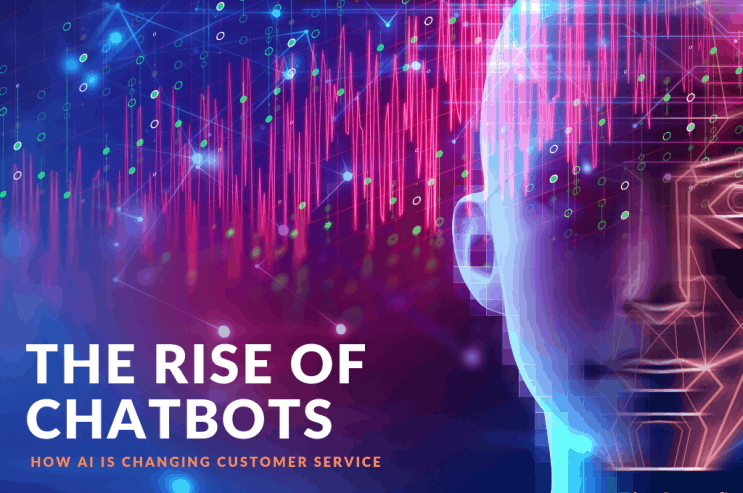 THE RISE OF
CHATBOTS
HOW AI IS CHANGING CUSTOMER SERVICE